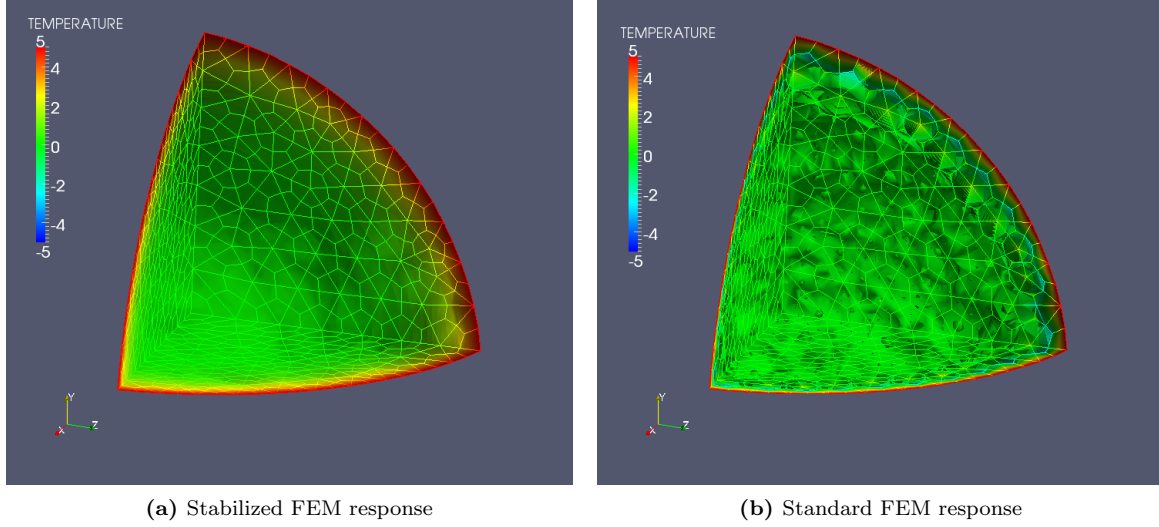 TEMPERATURE
5
4
2
0
-2
-4
-5
Y
X
Z
TEMPERATURE
5
4
2
0
-2
-4
-5
Y
X
Z
(a) Stabilized FEM response
(b) Standard FEM response